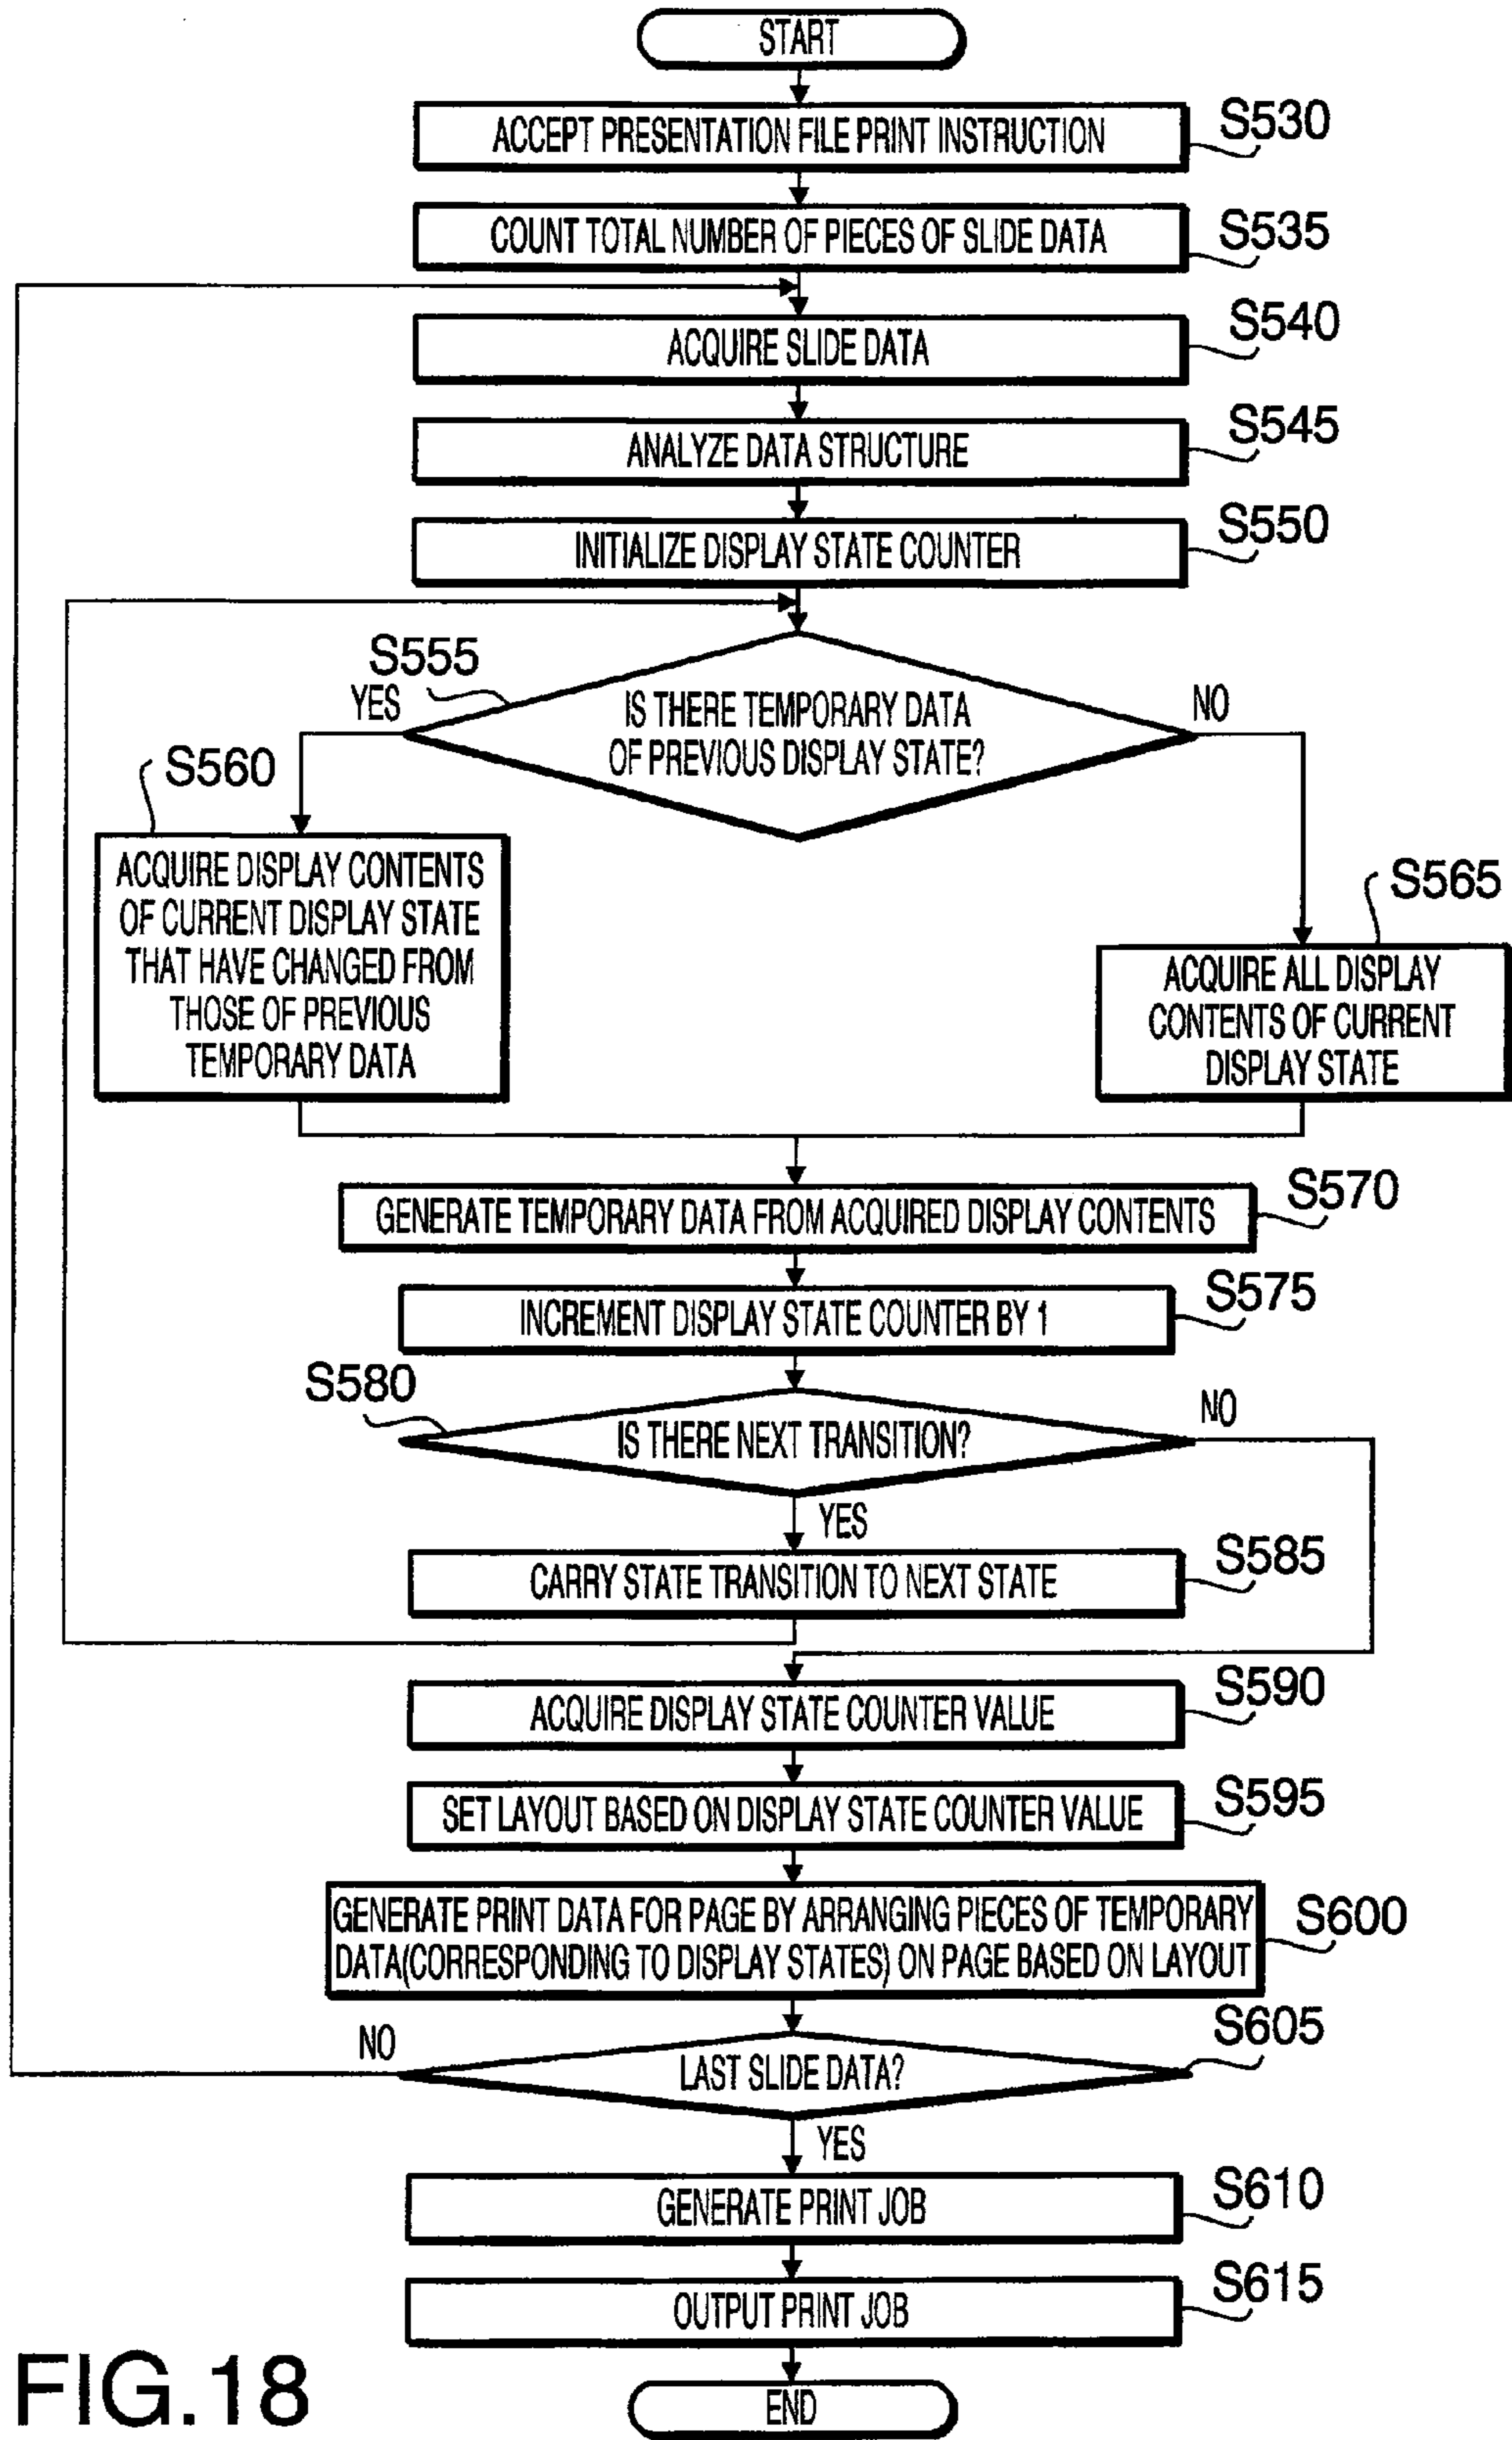 START
ACCEPT PRESENTATION FILE PRINT INSTRUCTION
S530
COUNT TOTAL NUMBER OF PIECES OF SLIDE DATA
S535
ACQUIRE SLIDE DATA
S540
ANALYZE DATA STRUCTURE
S545
INITIALIZE DISPLAY STATE COUNTER
S550
S555
YES
IS THERE TEMPORARY DATA
OF PREVIOUS DISPLAY STATE?
NO
S560
ACQUIRE DISPLAY CONTENTS
OF CURRENT DISPLAY STATE
THAT HAVE CHANGED FROM
THOSE OF PREVIOUS
TEMPORARY DATA
S565
ACQUIRE ALL DISPLAY
CONTENTS OF CURRENT
DISPLAY STATE
GENERATE TEMPORARY DATA FROM ACQUIRED DISPLAY CONTENTS
S570
INCREMENT DISPLAY STATE COUNTER BY 1
S575
S580
IS THERE NEXT TRANSITION?
NO
YES
CARRY STATE TRANSITION TO NEXT STATE
S585
ACQUIRE DISPLAY STATE COUNTER VALUE
S590
SET LAYOUT BASED ON DISPLAY STATE COUNTER VALUE
S595
GENERATE PRINT DATA FOR PAGE BY ARRANGING PIECES OF TEMPORARY
DATA(CORRESPONDING TO DISPLAY STATES) ON PAGE BASED ON LAYOUT
S600
NO
LAST SLIDE DATA?
S605
YES
GENERATE PRINT JOB
S610
OUTPUT PRINT JOB
S615
END
FIG.18